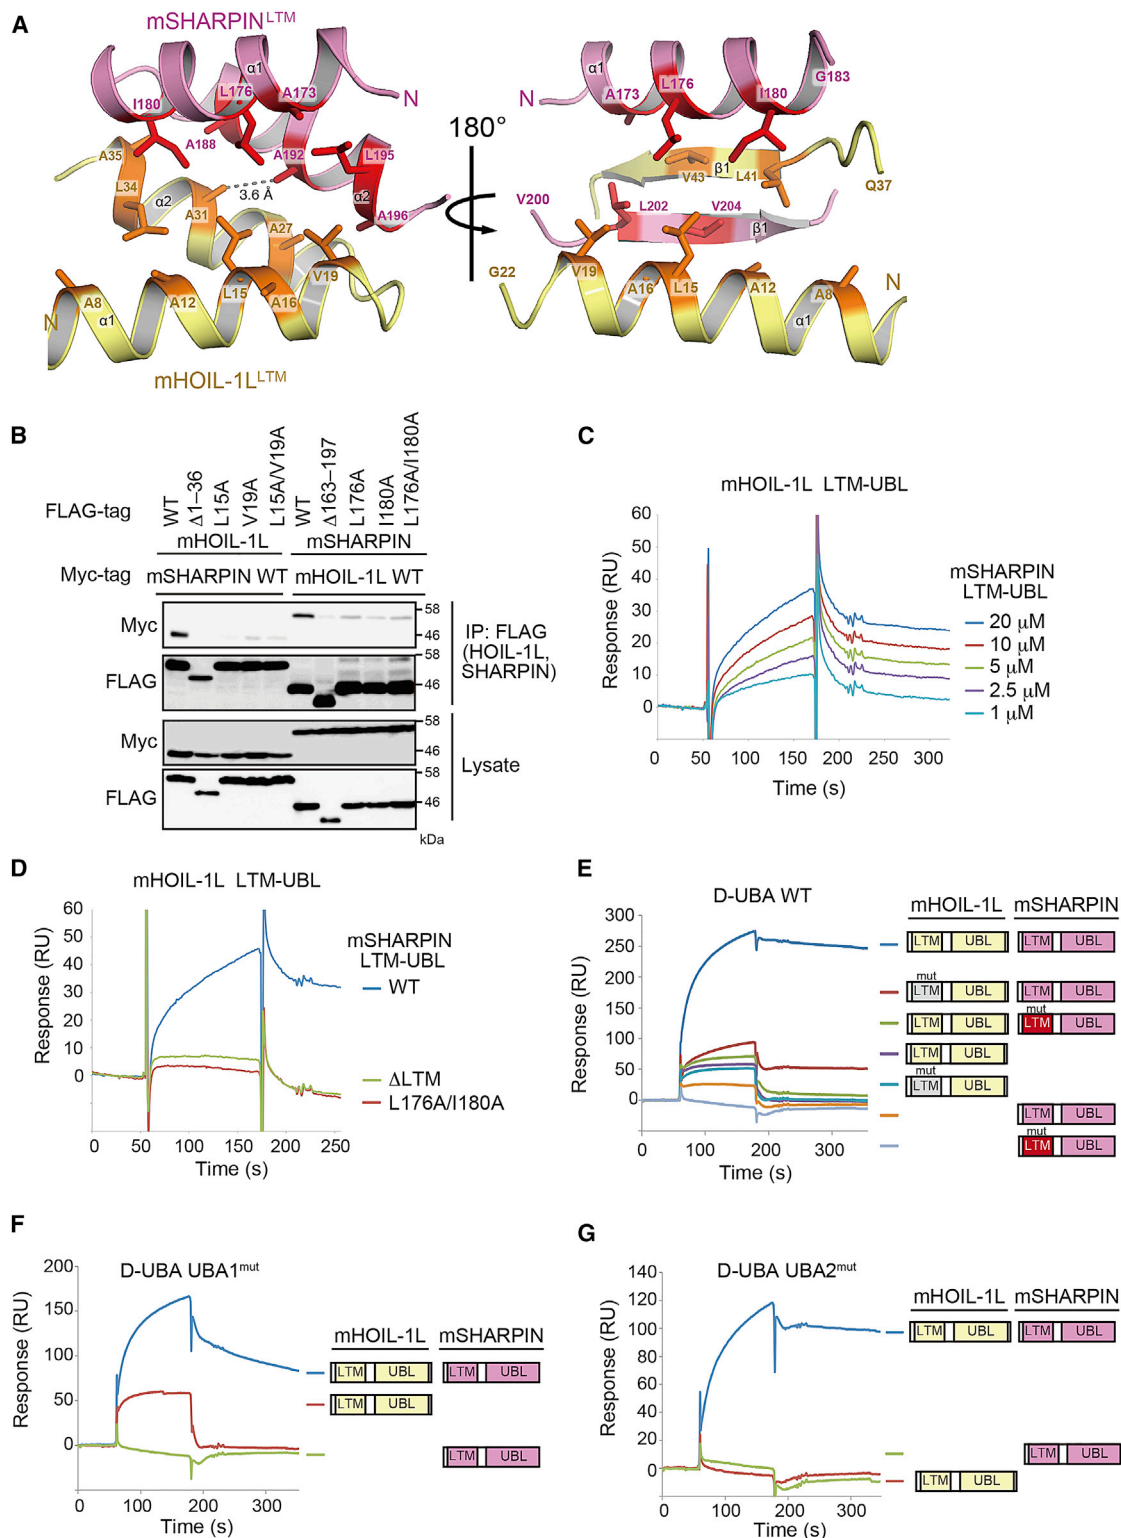 A
mSHARPIN LTM
α1
L176
A173
N
I180
A188
A35
A192
L195
L34
3.6 Å
α2
α2
A31
A27
A196
V19
L15
A16
A12
A8
N
α1
mHOIL-1L LTM
180°
α1
L176
G183
N
A173
I180
β1
V43
L41
Q37
V200
L202
V204
β1
G22
V19
A16
L15
A12
A8
N
α1
B
FLAG-tag
WT
Δ1–36
L15A
V19A
L15A/V19A
WT
Δ163–197
L176A
I180A
L176A/I180A
mHOIL-1L
mSHARPIN
Myc-tag
mSHARPIN WT
mHOIL-1L WT
Myc
58
46
FLAG
58
46
IP: FLAG
(HOIL-1L,
SHARPIN)
Myc
58
46
FLAG
58
46
Lysate
kDa
C
mHOIL-1L LTM-UBL
Response (RU)
60
50
40
30
20
10
0
0
50
100
150
200
250
300
Time (s)
mSHARPIN
LTM-UBL
20 μM
10 μM
5 μM
2.5 μM
1 μM
D
mHOIL-1L LTM-UBL
Response (RU)
60
50
40
30
20
10
0
0
50
100
150
200
250
Time (s)
mSHARPIN
LTM-UBL
WT
ΔLTM
L176A/I180A
E
D-UBA WT
Response (RU)
300
250
200
150
100
50
0
0
100
200
300
Time (s)
mHOIL-1L
mSHARPIN
LTM
UBL
LTM
UBL
mut
LTM
UBL
LTM
UBL
LTM
UBL
mut
LTM
UBL
LTM
UBL
mut
LTM
UBL
LTM
UBL
mut
LTM
UBL
F
D-UBA UBA1mut
Response (RU)
200
150
100
50
0
0
100
200
300
Time (s)
mHOIL-1L
mSHARPIN
LTM
UBL
LTM
UBL
LTM
UBL
LTM
UBL
G
D-UBA UBA2mut
Response (RU)
140
120
100
80
60
40
20
0
0
100
200
300
Time (s)
mHOIL-1L
mSHARPIN
LTM
UBL
LTM
UBL
LTM
UBL
LTM
UBL